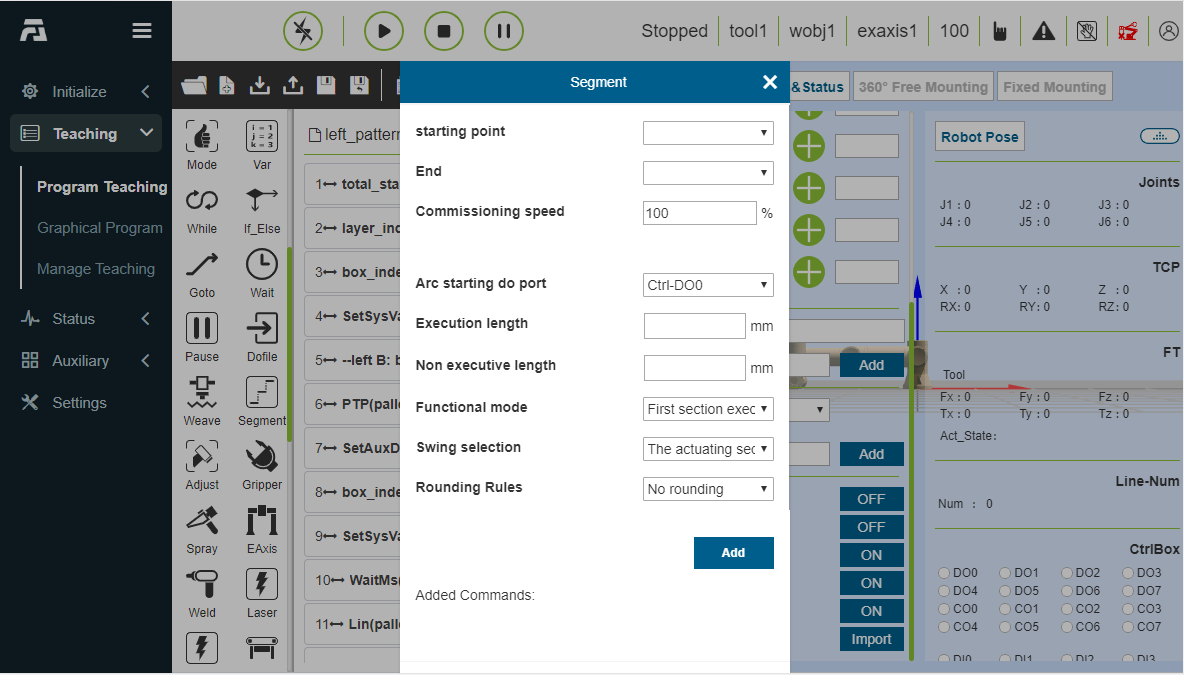 Stopped tool1 wobj1 exaxis1 100
Initialize
Teaching
Program Teaching
Graphical Program
Manage Teaching
Status
Auxiliary
Settings
Mode Var
While If_Else
Goto Wait
Pause Dofile
Weave Segment
Adjust Gripper
Spray EAxis
Weld Laser
i = 1
j = 2
k = 3
left_pattern
1 total_sta
2 layer_ind
3 box_inde
4 SetSysVa
5 --left B: b
6 PTP(palle
7 SetAuxD
8 box_inde
9 SetSysVa
10 WaitMs(
11 Lin(palle
Segment
starting point
End
Commissioning speed 100 %
Arc starting do port Ctrl-DO0
Execution length mm
Non executive length mm
Functional mode First section exec
Swing selection The actuating sec
Rounding Rules No rounding
Add
Added Commands:
&Status 360° Free Mounting Fixed Mounting
Add
Add
OFF
OFF
ON
ON
ON
Import
Robot Pose
Joints
J1 : 0 J2 : 0 J3 : 0
J4 : 0 J5 : 0 J6 : 0
TCP
X : 0 Y : 0 Z : 0
RX: 0 RY: 0 RZ: 0
FT
Tool
Fx : 0 Fy : 0 Fz : 0
Tx : 0 Ty : 0 Tz : 0
Act_State:
Line-Num
Num : 0
CtrlBox
DO0 DO1 DO2 DO3
DO4 DO5 DO6 DO7
CO0 CO1 CO2 CO3
CO4 CO5 CO6 CO7
DI0 DI1 DI2 DI3